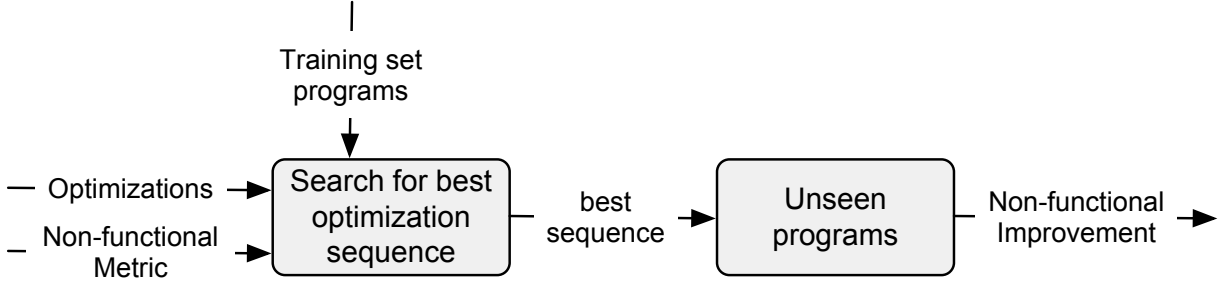 Training set
programs
Optimizations
Non-functional
Metric
Search for best
optimization
sequence
best
sequence
Unseen
programs
Non-functional
Improvement